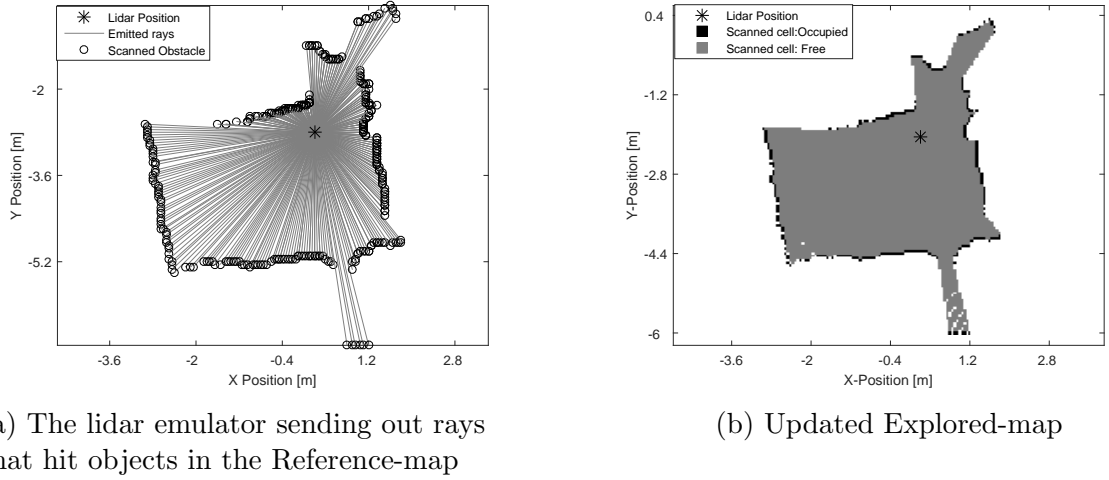 Lidar Position
Emitted rays
Scanned Obstacle
-2
-3.6
-5.2
Y Position [m]
-3.6 -2 -0.4 1.2 2.8
X Position [m]
) The lidar emulator sending out rays
hat hit objects in the Reference-map
Lidar Position
Scanned cell:Occupied
Scanned cell: Free
0.4
-1.2
-2.8
-4.4
-6
Y-Position [m]
-3.6 -2 -0.4 1.2 2.8
X-Position [m]
(b) Updated Explored-map